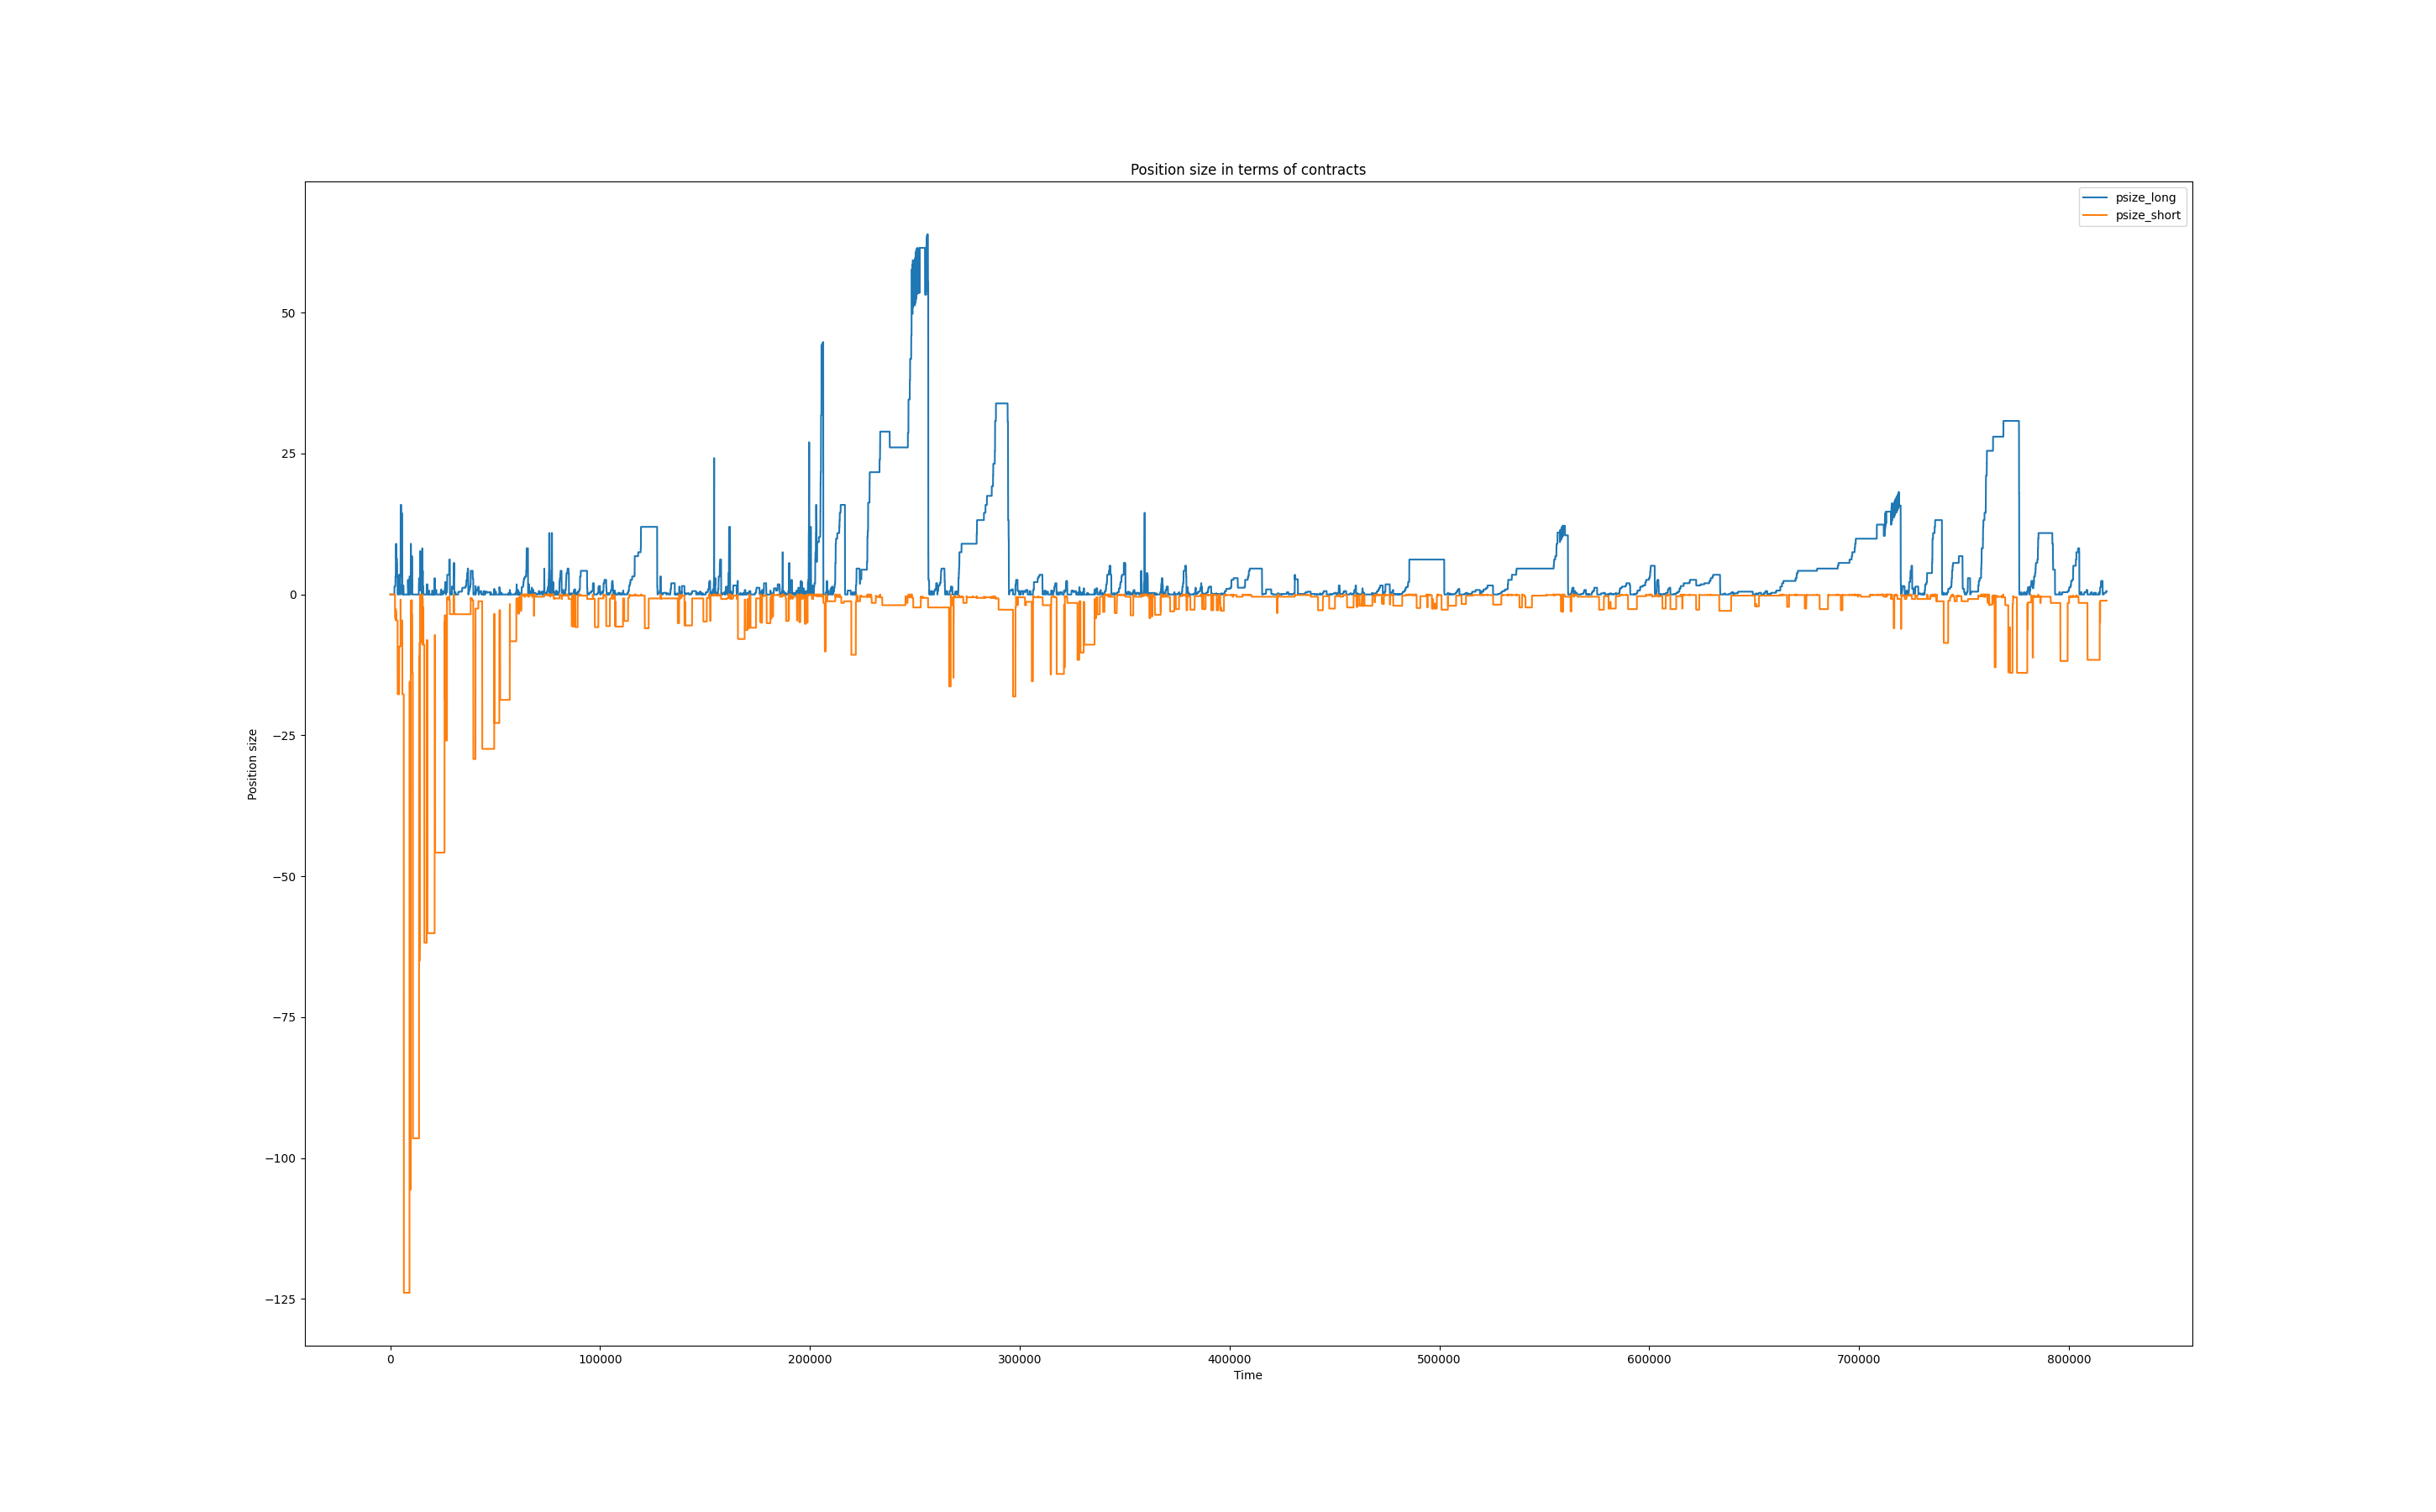 Position size in terms of contracts
psize_long
psize_short
Position size
50
25
0
−25
−50
−75
−100
−125
0 100000 200000 300000 400000 500000 600000 700000 800000
Time